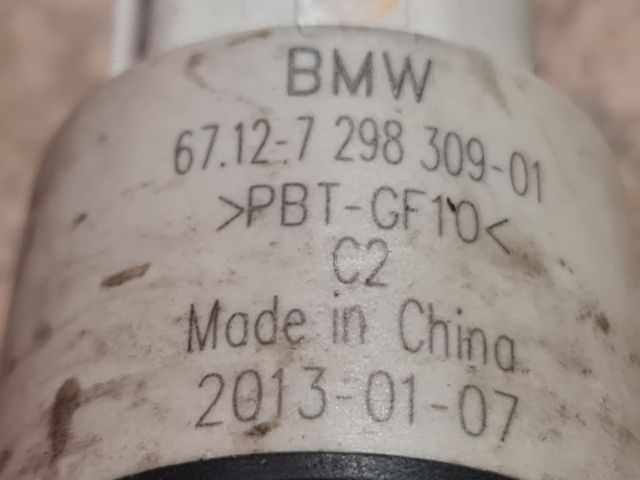 BMW
67.12-7 298 309-01
>PBT-GF10<
C2
Made in China
2013-01-07